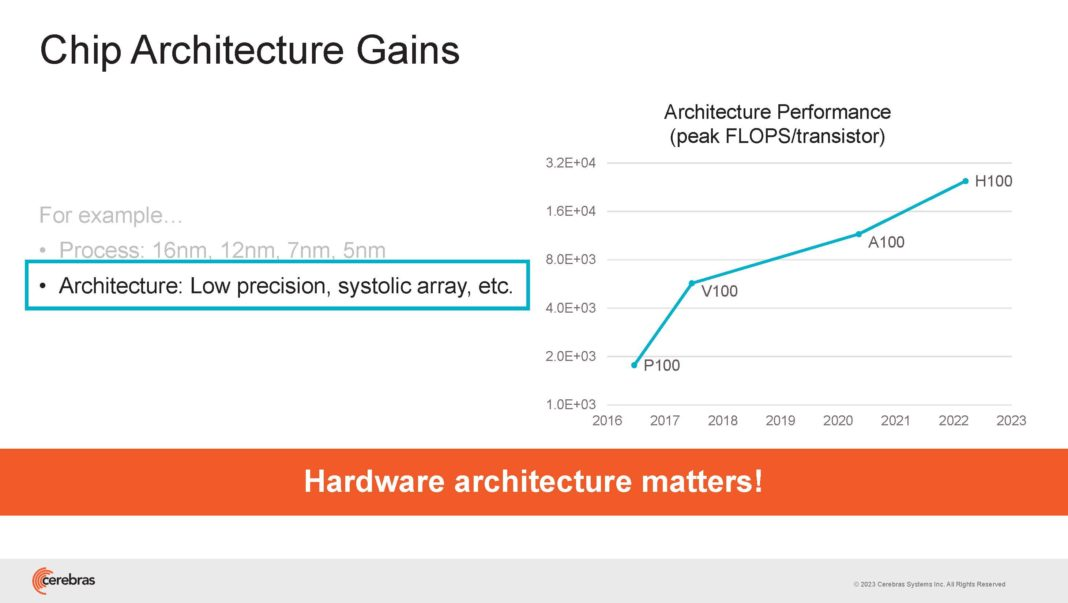 Chip Architecture Gains
For example…
• Process: 16nm, 12nm, 7nm, 5nm
• Architecture: Low precision, systolic array, etc.
Architecture Performance
(peak FLOPS/transistor)
3.2E+04
1.6E+04
8.0E+03
4.0E+03
2.0E+03
1.0E+03
H100
A100
V100
P100
2016 2017 2018 2019 2020 2021 2022 2023
Hardware architecture matters!
cerebras
© 2023 Cerebras Systems Inc. All Rights Reserved